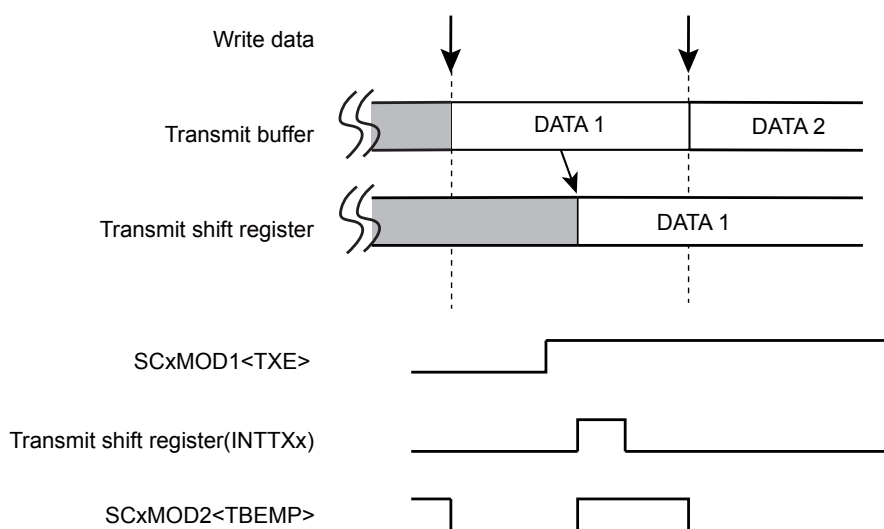 Write data
Transmit buffer
DATA 1
DATA 2
Transmit shift register
DATA 1
SCxMOD1<TXE>
Transmit shift register(INTTXx)
SCxMOD2<TBEMP>